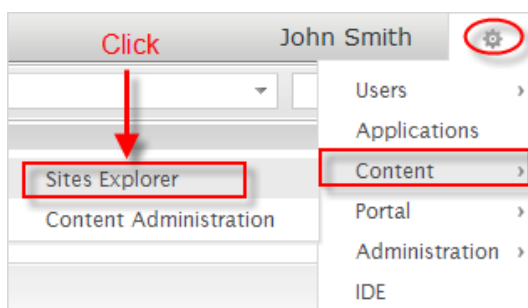 Click
John Smith
Users
Applications
Sites Explorer
Content
Content Administration
Portal
Administration
IDE